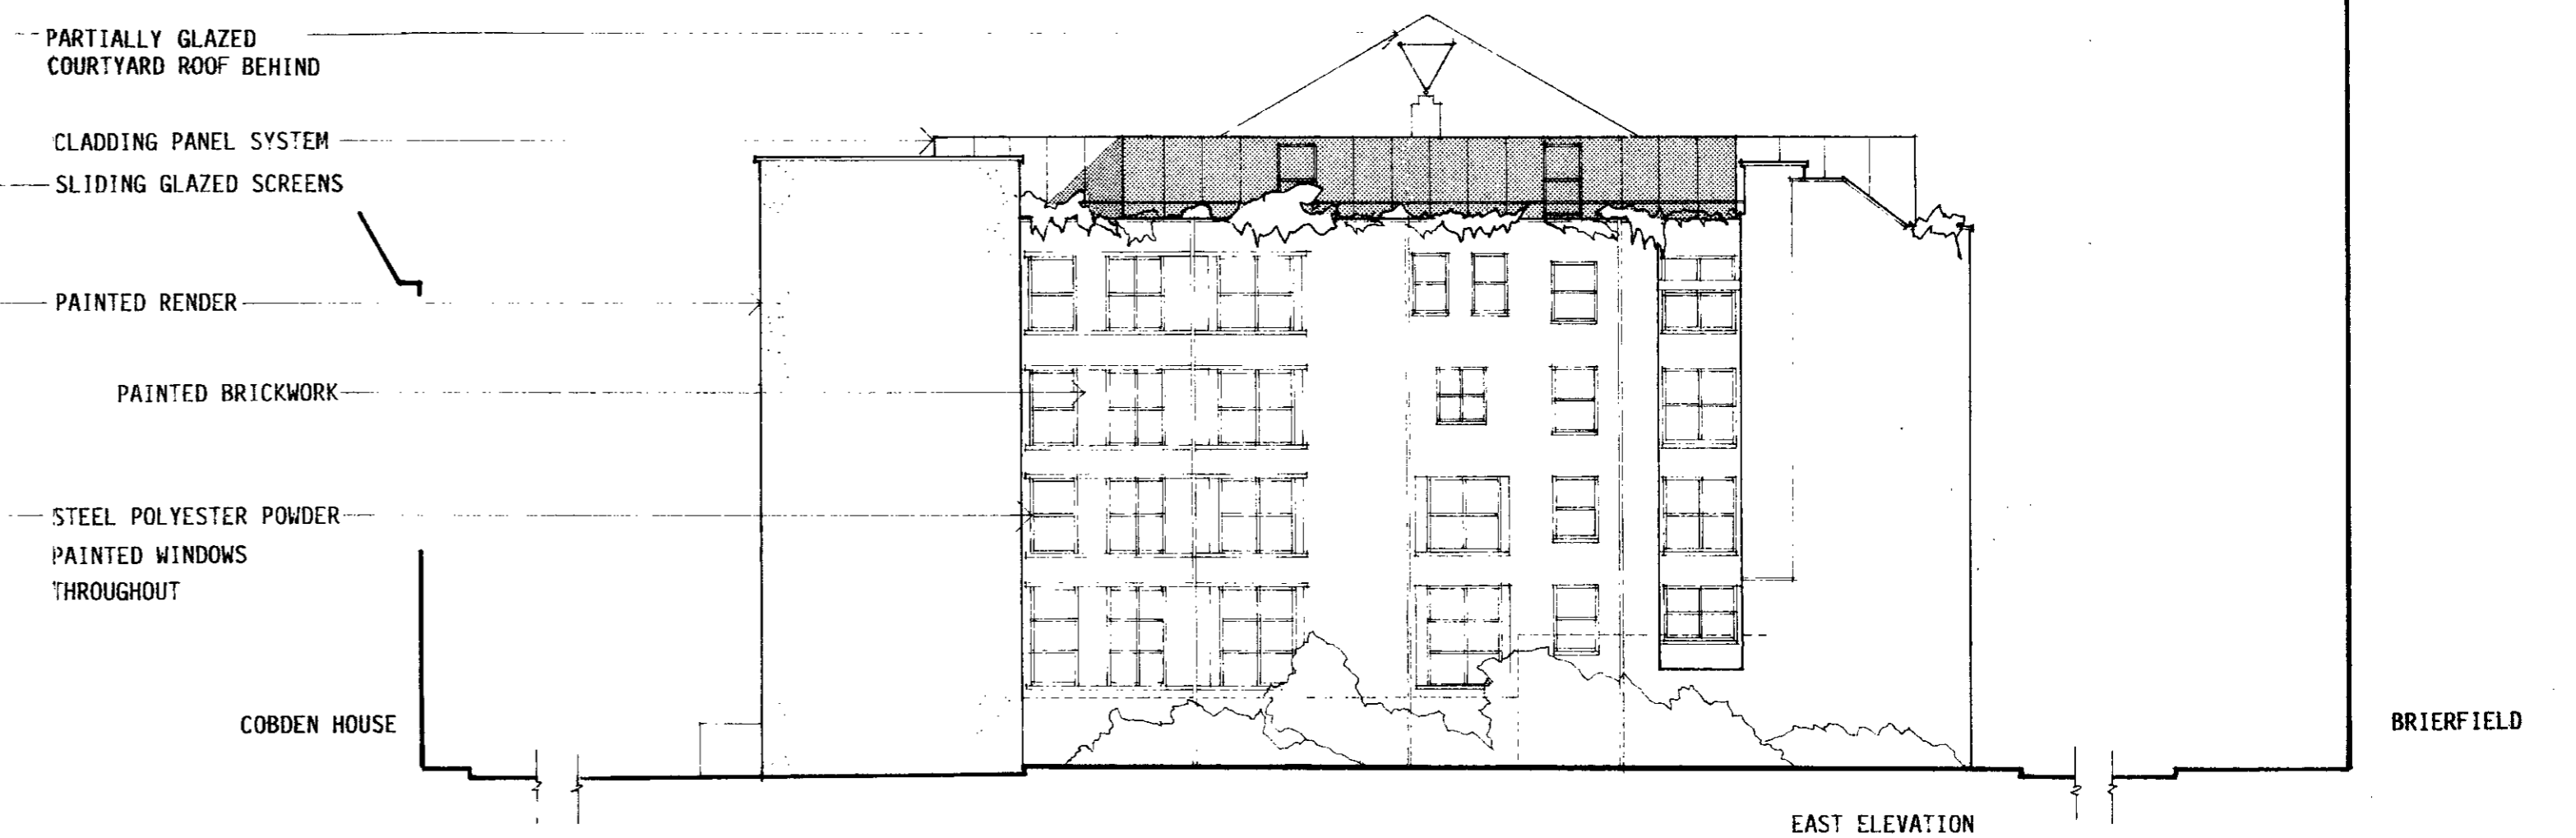 PARTIALLY GLAZED
COURTYARD ROOF BEHIND
CLADDING PANEL SYSTEM
SLIDING GLAZED SCREENS
PAINTED RENDER
PAINTED BRICKWORK
STEEL POLYESTER POWDER
PAINTED WINDOWS
THROUGHOUT
COBDEN HOUSE
BRIERFIELD
EAST ELEVATION